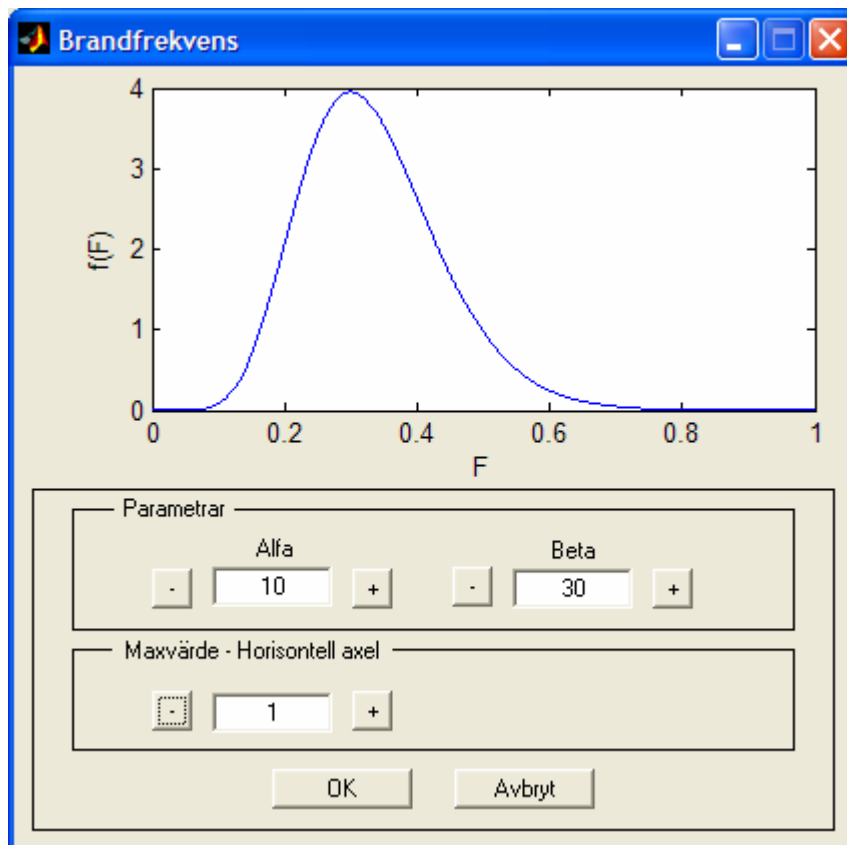 Brandfrekvens
4
3
2
1
0
f(F)
0 0.2 0.4 0.6 0.8 1
F
Parametrar
Alfa Beta
- 10 + - 30 +
Maxvärde - Horisontell axel
- 1 +
OK Avbryt